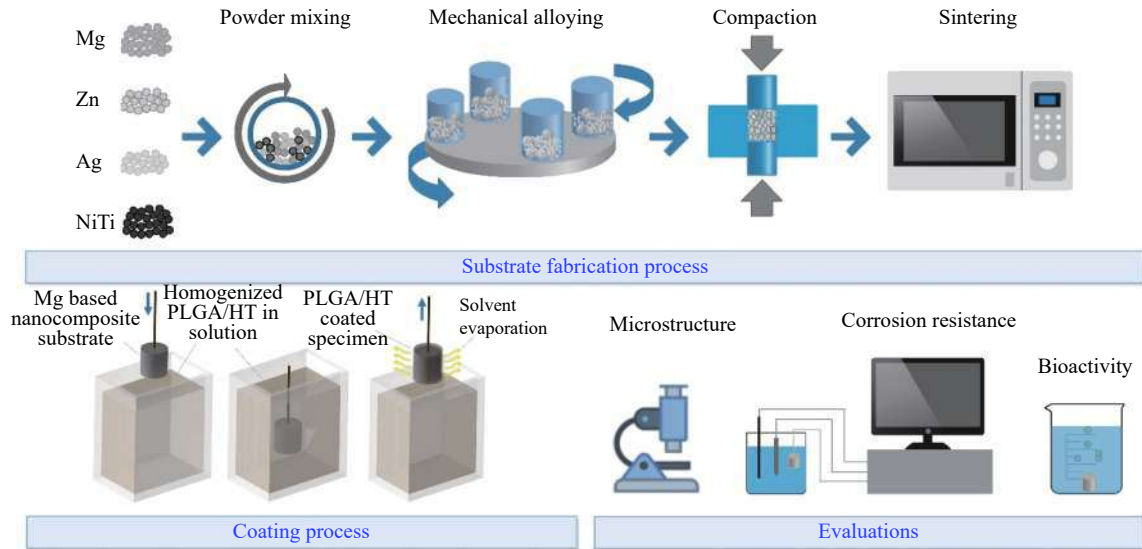 Powder mixing
Mechanical alloying
Compaction
Sintering
Mg
Zn
Ag
NiTi
Substrate fabrication process
Mg based
nanocomposite
substrate
Homogenized
PLGA/HT in
solution
PLGA/HT
coated
specimen
Solvent
evaporation
Microstructure
Corrosion resistance
Bioactivity
Coating process
Evaluations